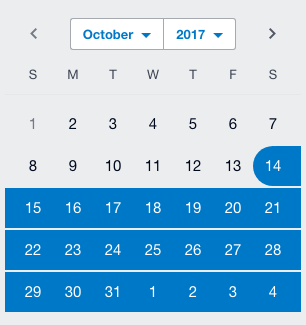 ‹ October 2017 ›
S M T W T F S
1 2 3 4 5 6 7
8 9 10 11 12 13 14
15 16 17 18 19 20 21
22 23 24 25 26 27 28
29 30 31 1 2 3 4